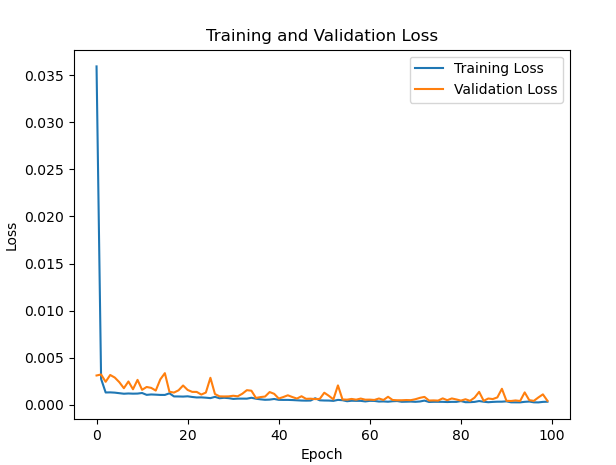 Training and Validation Loss
Training Loss
Validation Loss
0.035
0.030
0.025
0.020
0.015
0.010
0.005
0.000
Loss
0 20 40 60 80 100
Epoch